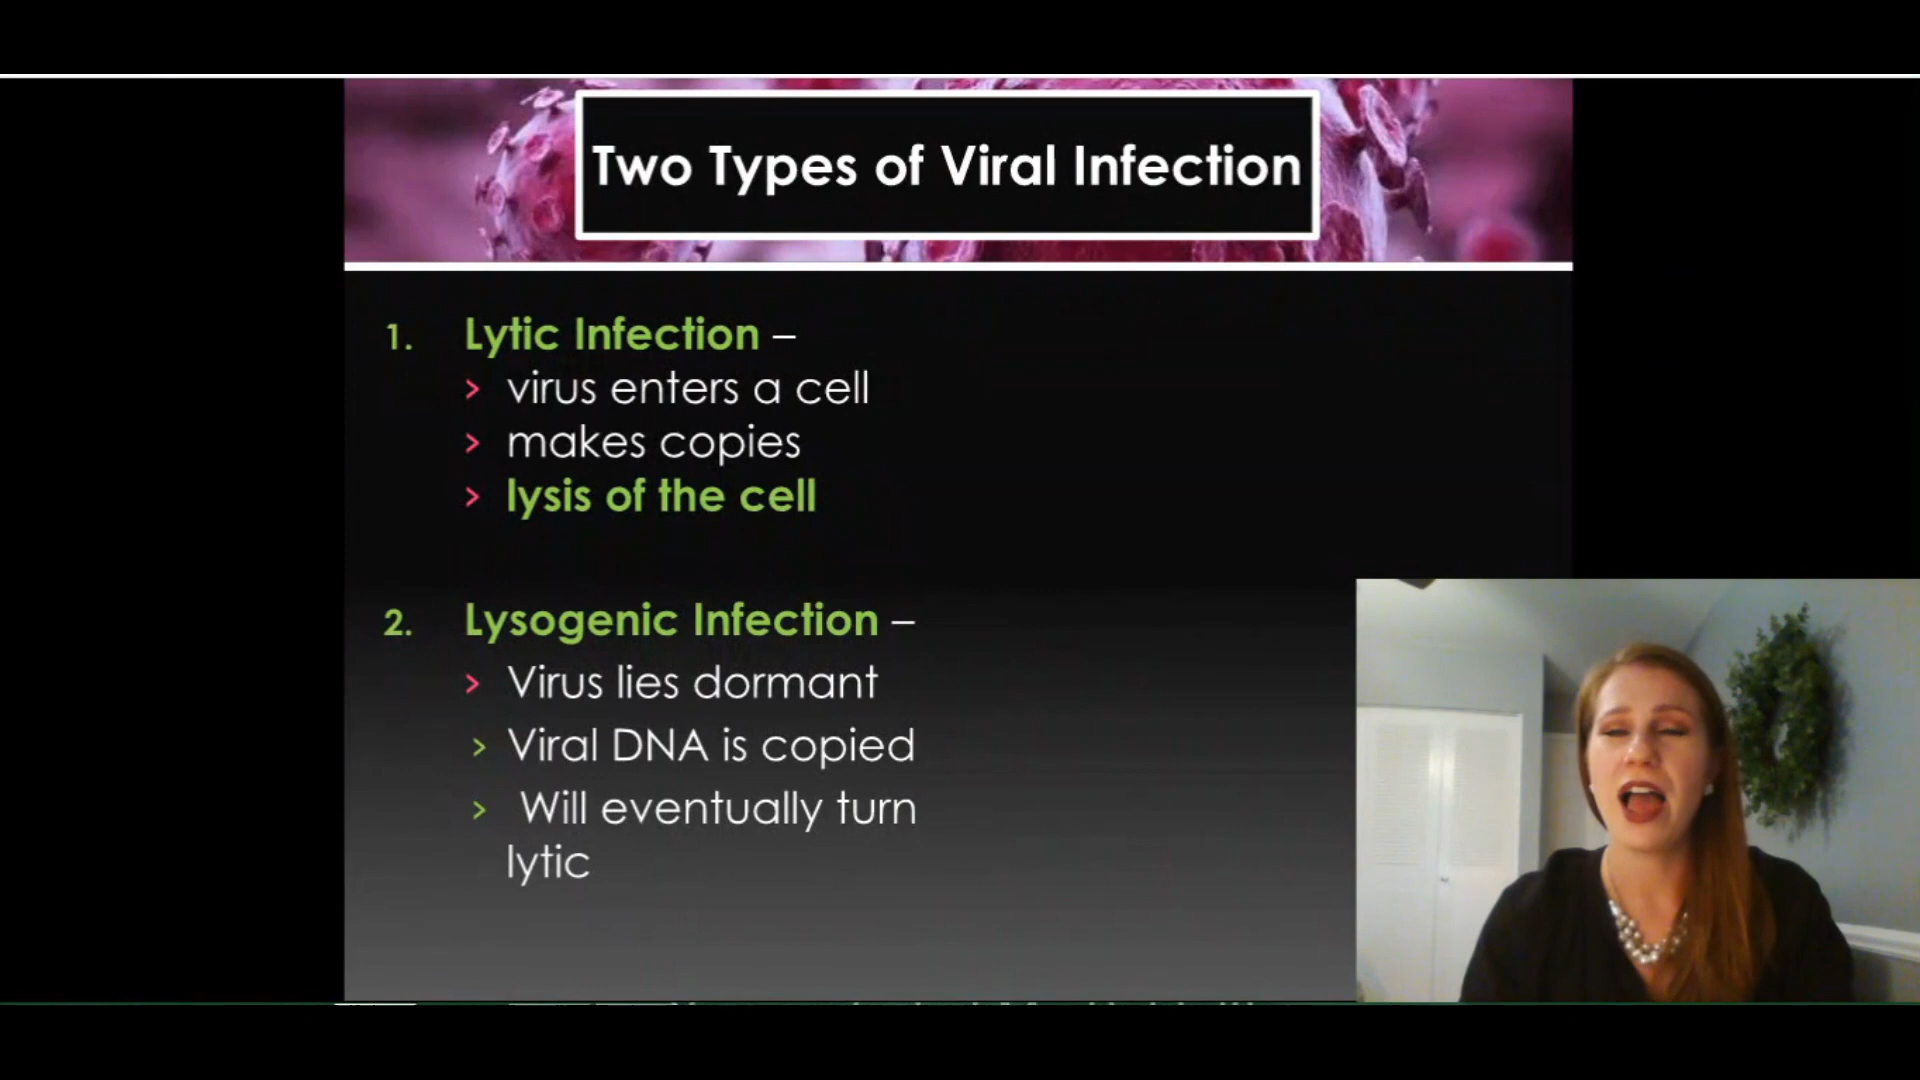 Two Types of Viral Infection
1. Lytic Infection –
> virus enters a cell
> makes copies
> lysis of the cell
2. Lysogenic Infection –
> Virus lies dormant
> Viral DNA is copied
> Will eventually turn
lytic